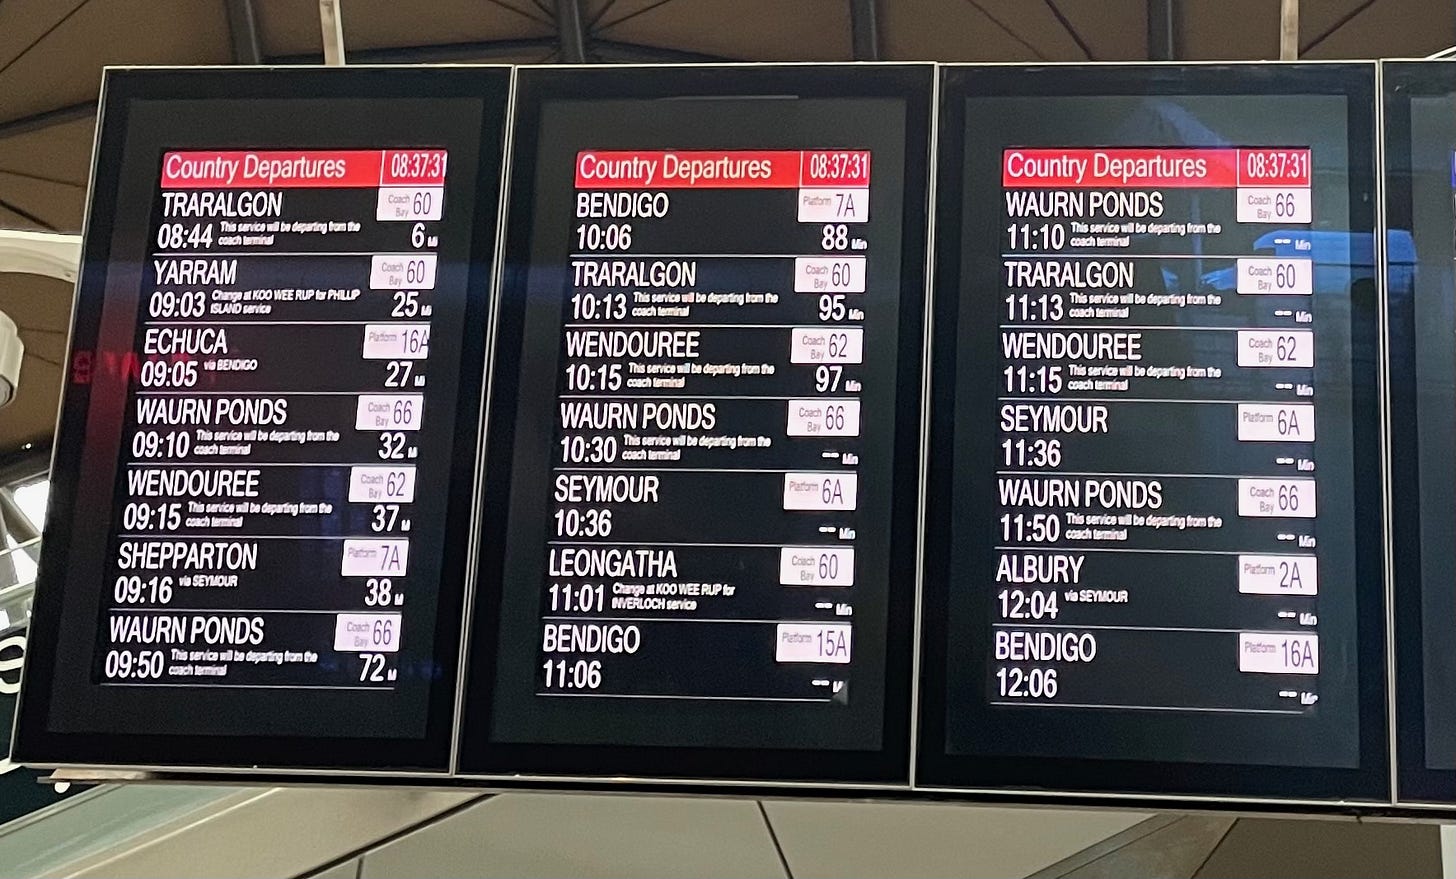 Country Departures 08:37:31
TRARALGON Coach Bay 60
08:44 This service will be departing from the coach terminal 6
YARRAM Coach Bay 60
09:03 Change at KOO WEE RUP for PHILLIP ISLAND service 25
ECHUCA Platform 16A
09:05 via BENDIGO 27
WAURN PONDS Coach Bay 66
09:10 This service will be departing from the coach terminal 32
WENDOUREE Coach Bay 62
09:15 This service will be departing from the coach terminal 37
SHEPPARTON Platform 7A
09:16 via SEYMOUR 38
WAURN PONDS Coach Bay 66
09:50 This service will be departing from the coach terminal 72
Country Departures 08:37:31
BENDIGO Platform 7A
10:06 88 Min
TRARALGON Coach Bay 60
10:13 This service will be departing from the coach terminal 95 Min
WENDOUREE Coach Bay 62
10:15 This service will be departing from the coach terminal 97 Min
WAURN PONDS Coach Bay 66
10:30 This service will be departing from the coach terminal -- Min
SEYMOUR Platform 6A
10:36 -- Min
LEONGATHA Coach Bay 60
11:01 Change at KOO WEE RUP for INVERLOCH service -- Min
BENDIGO Platform 15A
11:06 --
Country Departures 08:37:31
WAURN PONDS Coach Bay 66
11:10 This service will be departing from the coach terminal -- Min
TRARALGON Coach Bay 60
11:13 This service will be departing from the coach terminal -- Min
WENDOUREE Coach Bay 62
11:15 This service will be departing from the coach terminal -- Min
SEYMOUR Platform 6A
11:36 -- Min
WAURN PONDS Coach Bay 66
11:50 This service will be departing from the coach terminal -- Min
ALBURY Platform 2A
12:04 via SEYMOUR -- Min
BENDIGO Platform 16A
12:06 -- Min